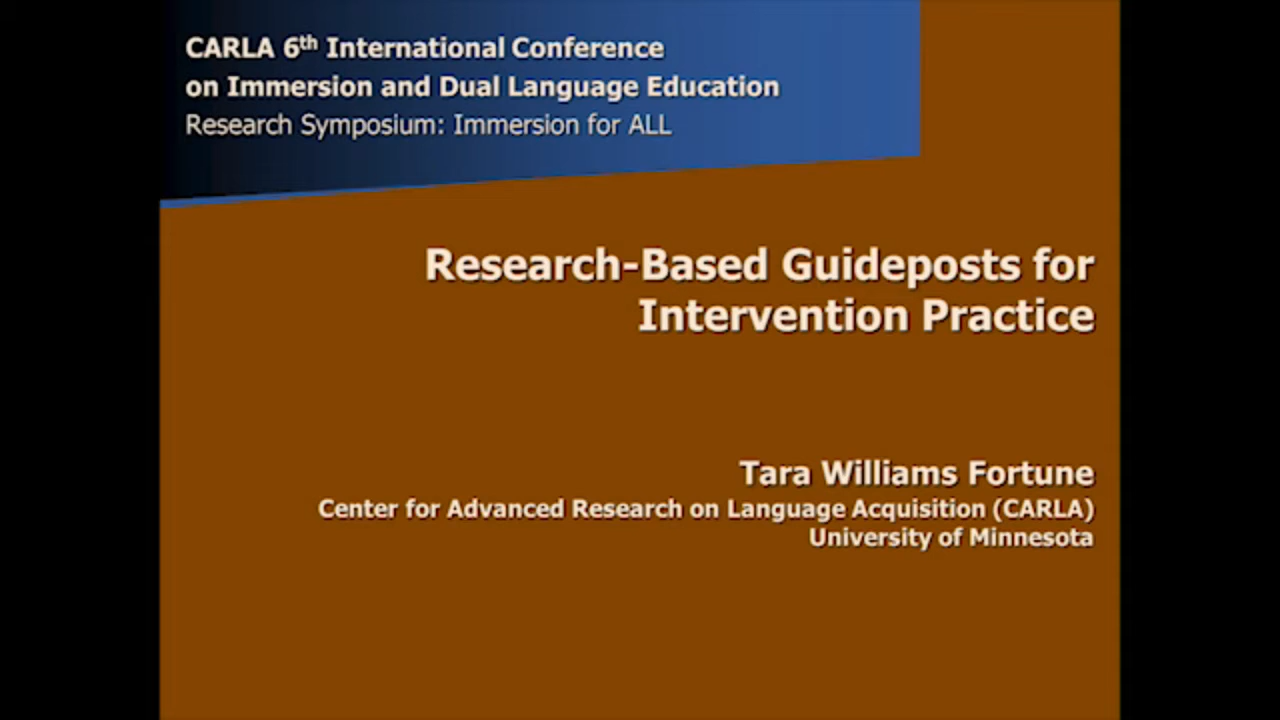 CARLA 6th International Conference
on Immersion and Dual Language Education
Research Symposium: Immersion for ALL
Research-Based Guideposts for
Intervention Practice
Tara Williams Fortune
Center for Advanced Research on Language Acquisition (CARLA)
University of Minnesota